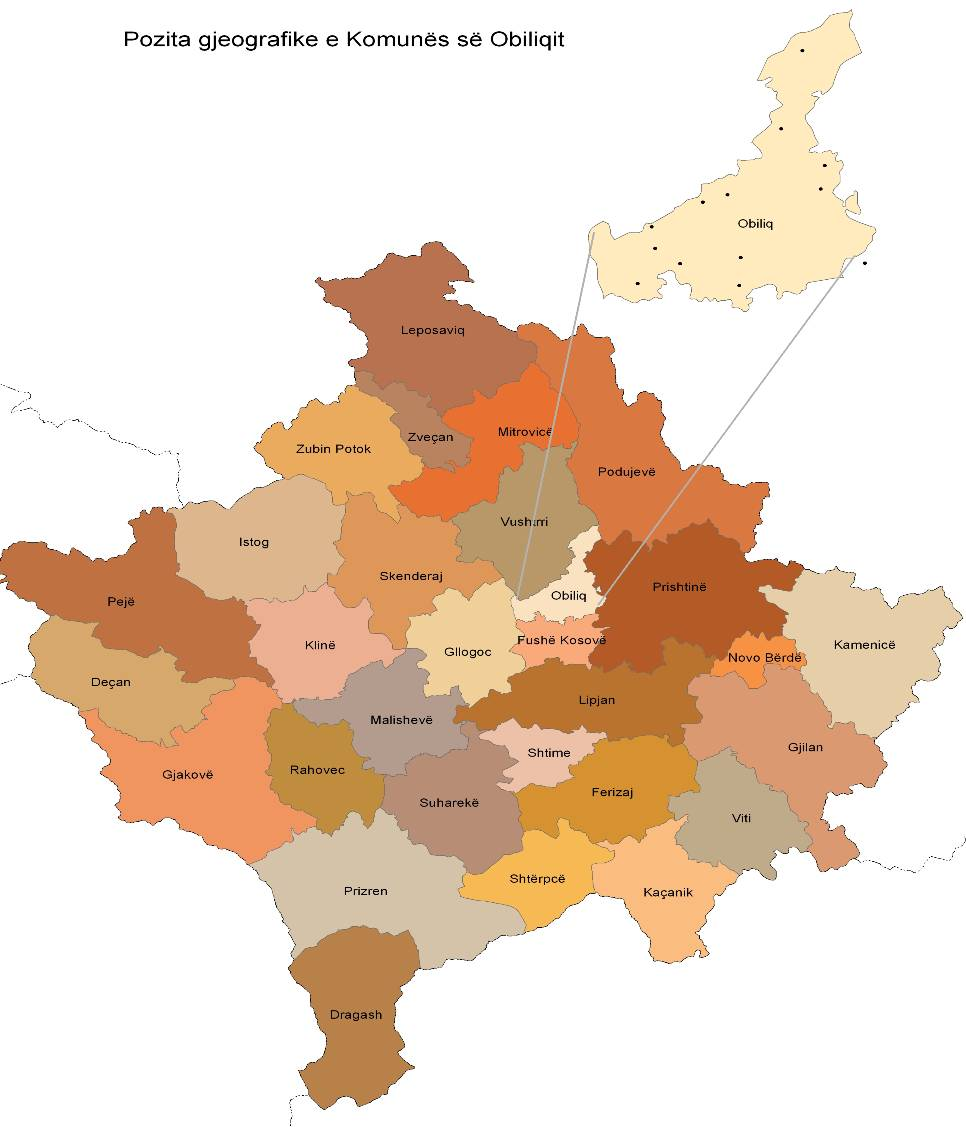 Pozita gjeografike e Komunës së Obiliqit
Obiliq
Leposaviq
Zveçan
Mitrovicë
Zubin Potok
Podujevë
Vushtrri
Istog
Skenderaj
Prishtinë
Obiliq
Pejë
Klinë
Gllogoc
Fushë Kosovë
Kamenicë
Novo Bërdë
Deçan
Lipjan
Malishevë
Shtime
Gjilan
Gjakovë
Rahovec
Suharekë
Ferizaj
Viti
Prizren
Shtërpcë
Kaçanik
Dragash